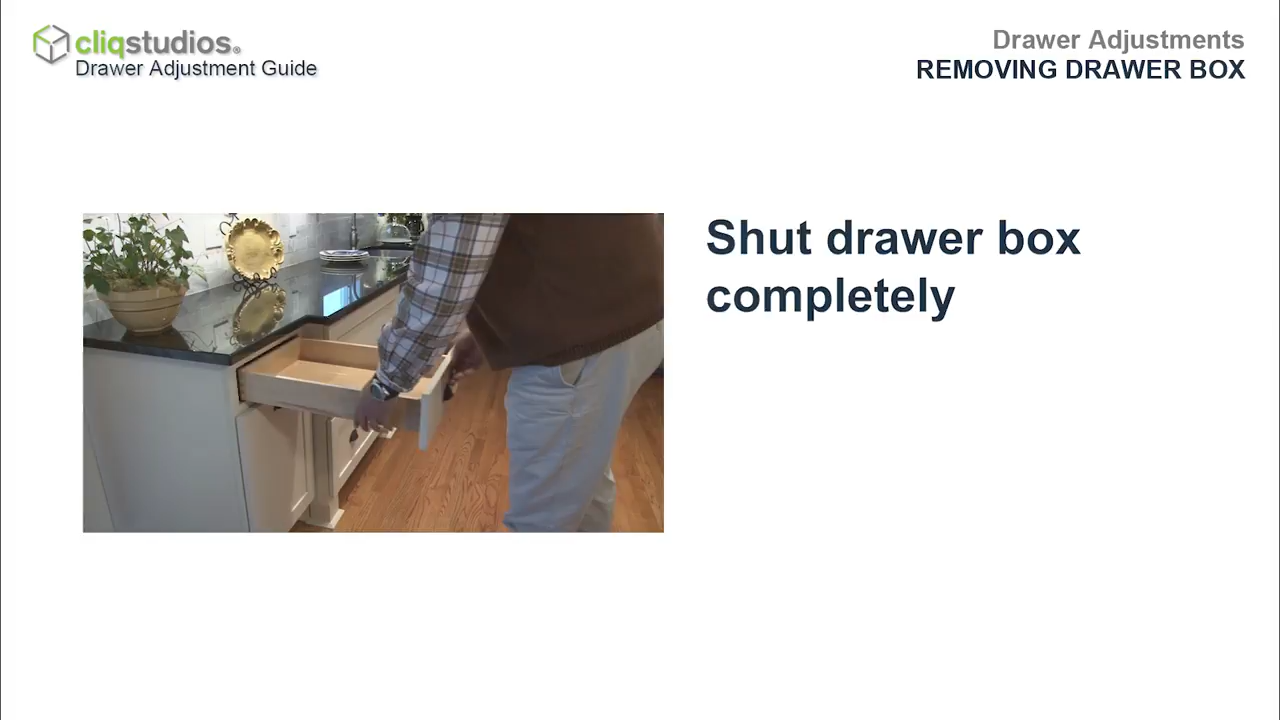 cliqstudios®
Drawer Adjustment Guide
Drawer Adjustments
REMOVING DRAWER BOX
Shut drawer box
completely